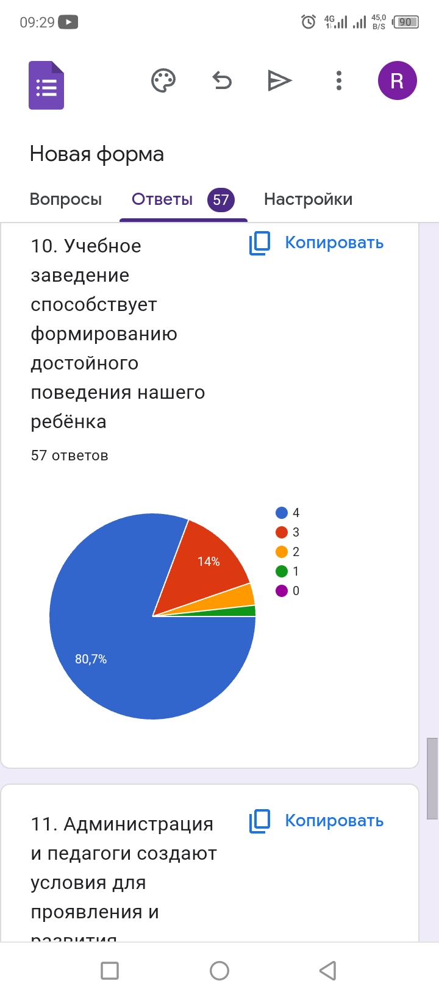 09:29
4G
45,0
B/S
90
R
Новая форма
Вопросы
Ответы
57
Настройки
10. Учебное
заведение
способствует
формированию
достойного
поведения нашего
ребёнка
Копировать
57 ответов
4
3
2
1
0
14%
80,7%
11. Администрация
и педагоги создают
условия для
проявления и
развития
Копировать